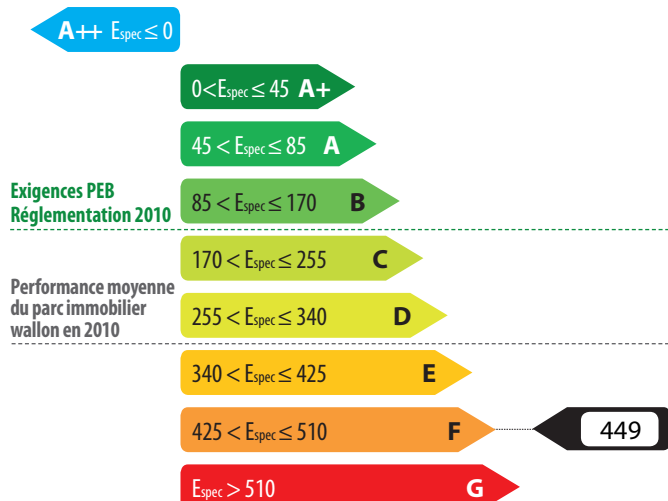 A++ Espec ≤ 0
0<Espec ≤ 45 A+
45 < Espec ≤ 85 A
Exigences PEB
Réglementation 2010
85 < Espec ≤ 170 B
170 < Espec ≤ 255 C
Performance moyenne
du parc immobilier
wallon en 2010
255 < Espec ≤ 340 D
340 < Espec ≤ 425 E
425 < Espec ≤ 510 F
449
Espec > 510 G